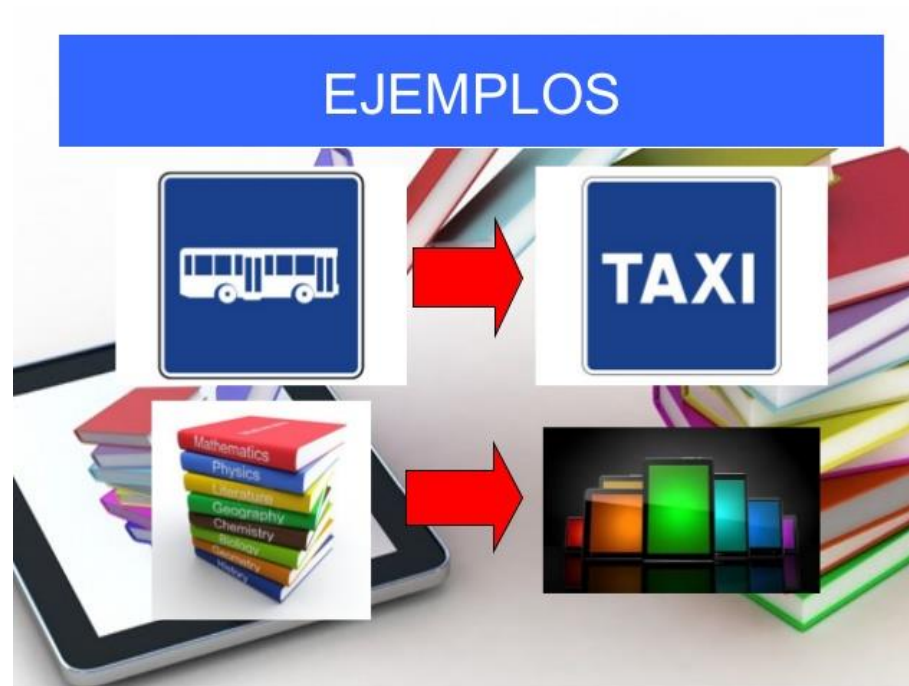 EJEMPLOS
TAXI
Mathematics
Physics
Literature
Geography
Chemistry
Biology
Geometry
History